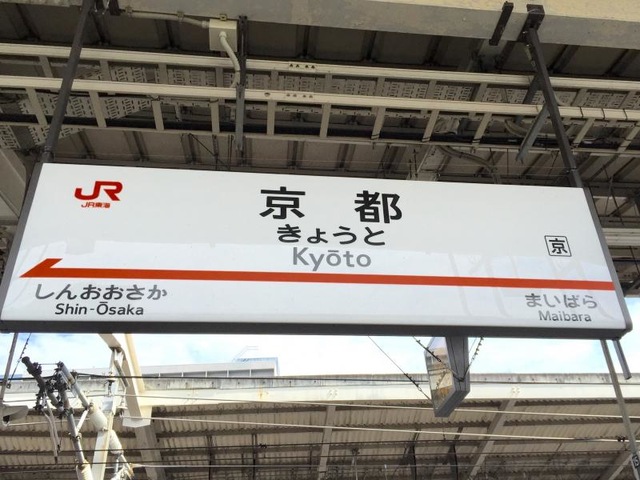 JR
JR東海
京都
きょうと
Kyōto
京
しんおおさか
Shin-Ōsaka
まいばら
Maibara